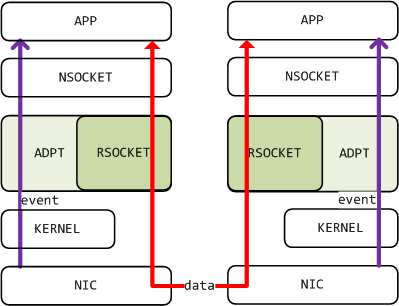 APP
NSOCKET
ADPT RSOCKET
event
KERNEL
NIC
data
APP
NSOCKET
RSOCKET ADPT
event
KERNEL
NIC